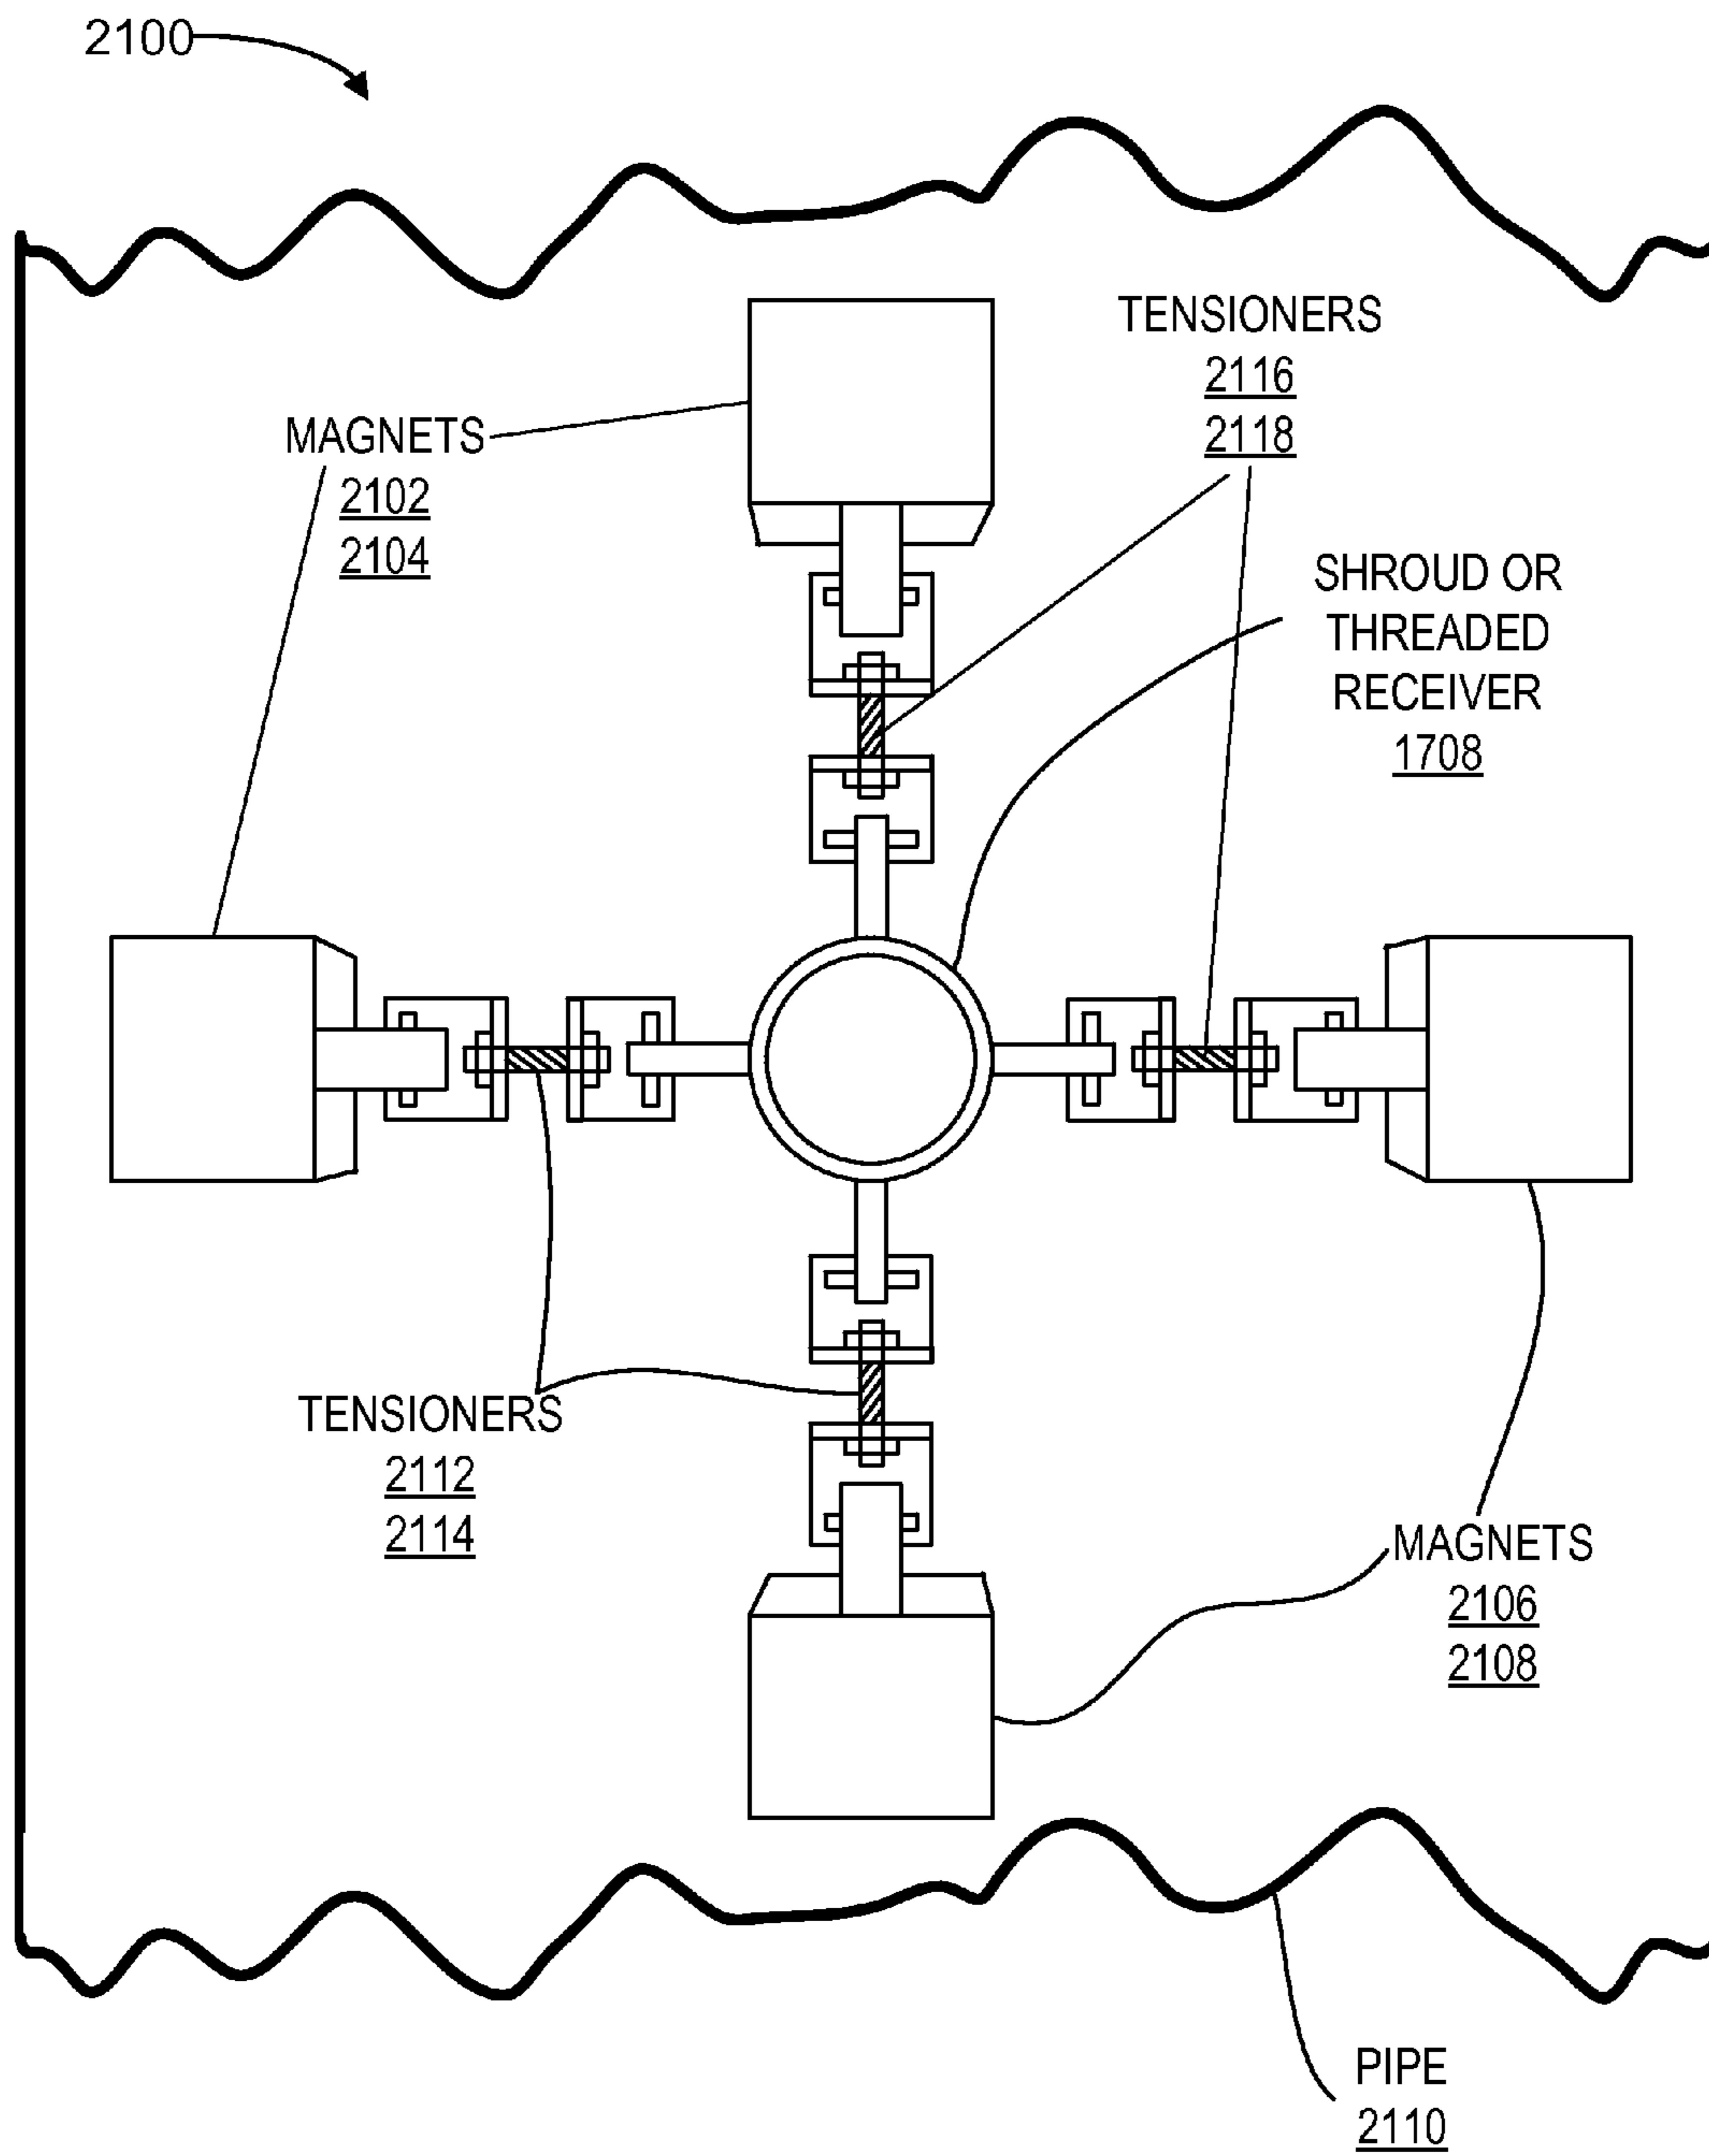 2100
TENSIONERS
2116
2118
MAGNETS
2102
2104
SHROUD OR
THREADED
RECEIVER
1708
TENSIONERS
2112
2114
MAGNETS
2106
2108
PIPE
2110